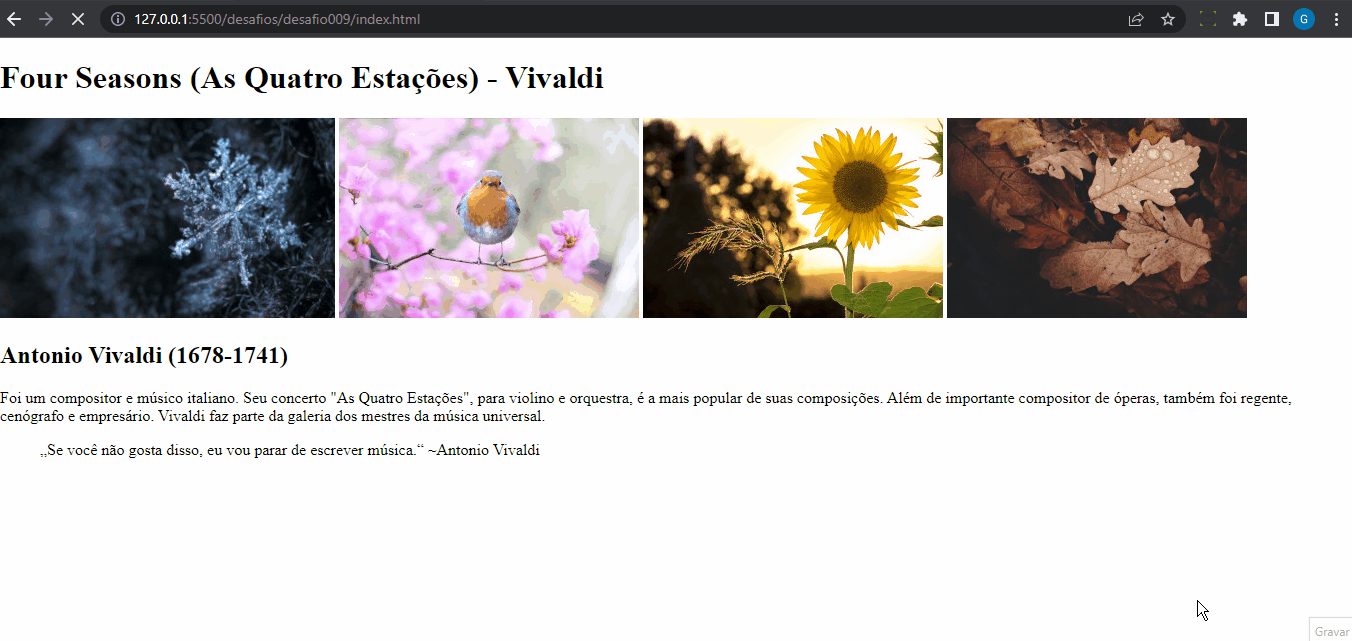 127.0.0.1:5500/desafios/desafio009/index.html
G
Four Seasons (As Quatro Estações) - Vivaldi
Antonio Vivaldi (1678-1741)
Foi um compositor e músico italiano. Seu concerto "As Quatro Estações", para violino e orquestra, é a mais popular de suas composições. Além de importante compositor de óperas, também foi regente,
cenógrafo e empresário. Vivaldi faz parte da galeria dos mestres da música universal.
„Se você não gosta disso, eu vou parar de escrever música.“ ~Antonio Vivaldi
Gravar